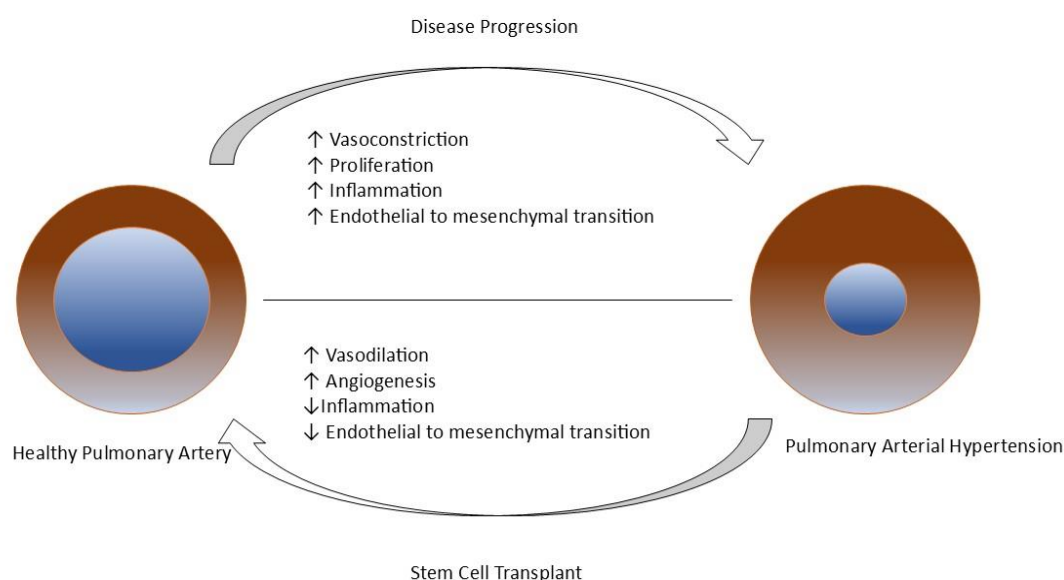 Disease Progression
↑ Vasoconstriction
↑ Proliferation
↑ Inflammation
↑ Endothelial to mesenchymal transition
↑ Vasodilation
↑ Angiogenesis
↓Inflammation
↓ Endothelial to mesenchymal transition
Healthy Pulmonary Artery
Pulmonary Arterial Hypertension
Stem Cell Transplant